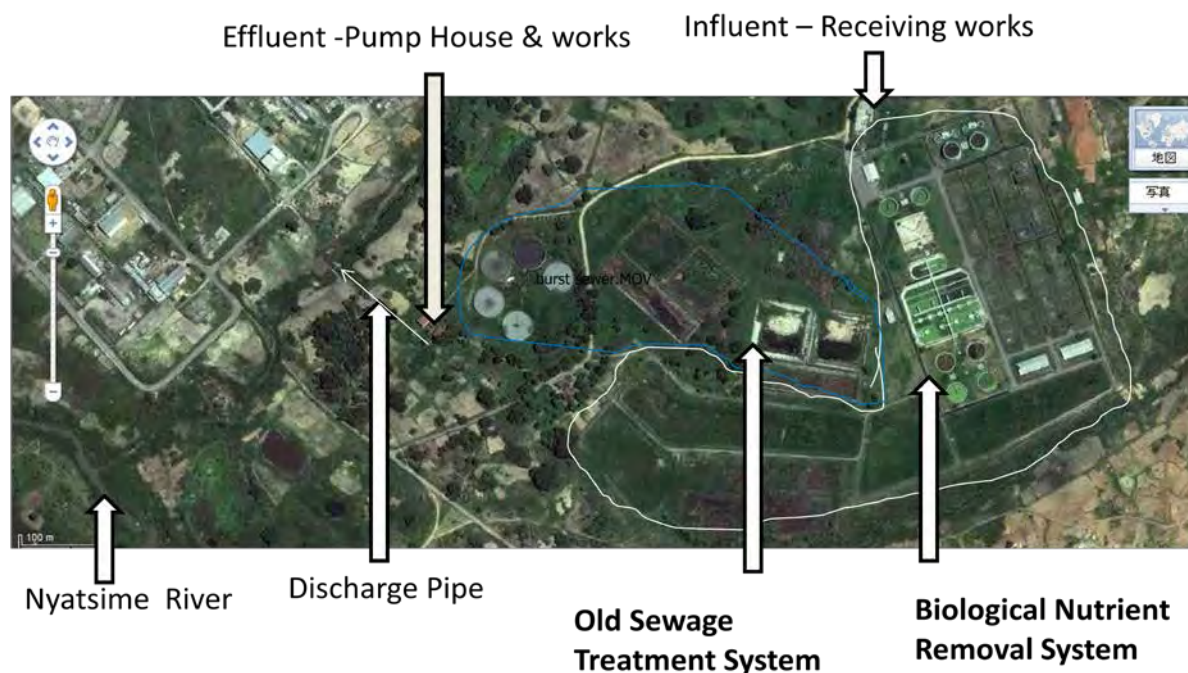 Effluent -Pump House & works
Influent – Receiving works
地図
写真
burst sewer.MOV
100 m
Nyatsime River
Discharge Pipe
Old Sewage
Treatment System
Biological Nutrient
Removal System